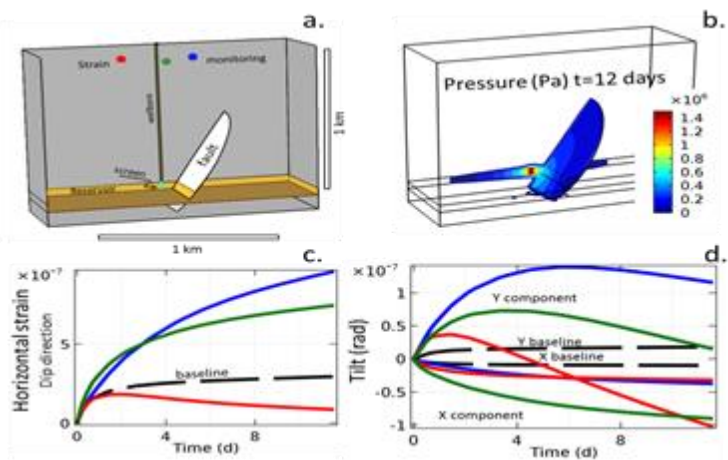 a.
Strain
monitoring
wellbore
screen
fault
Reservoir
1 km
1 km
b.
Pressure (Pa) t=12 days
×10⁶
1.4
1.2
1
0.8
0.6
0.4
0.2
0
c.
×10⁻⁷
Horizontal strain
Dip direction
5
0
baseline
0
4
8
Time (d)
d.
×10⁻⁷
Tilt (rad)
1
0.5
0
-0.5
-1
Y component
Y baseline
X baseline
X component
0
4
8
Time (d)